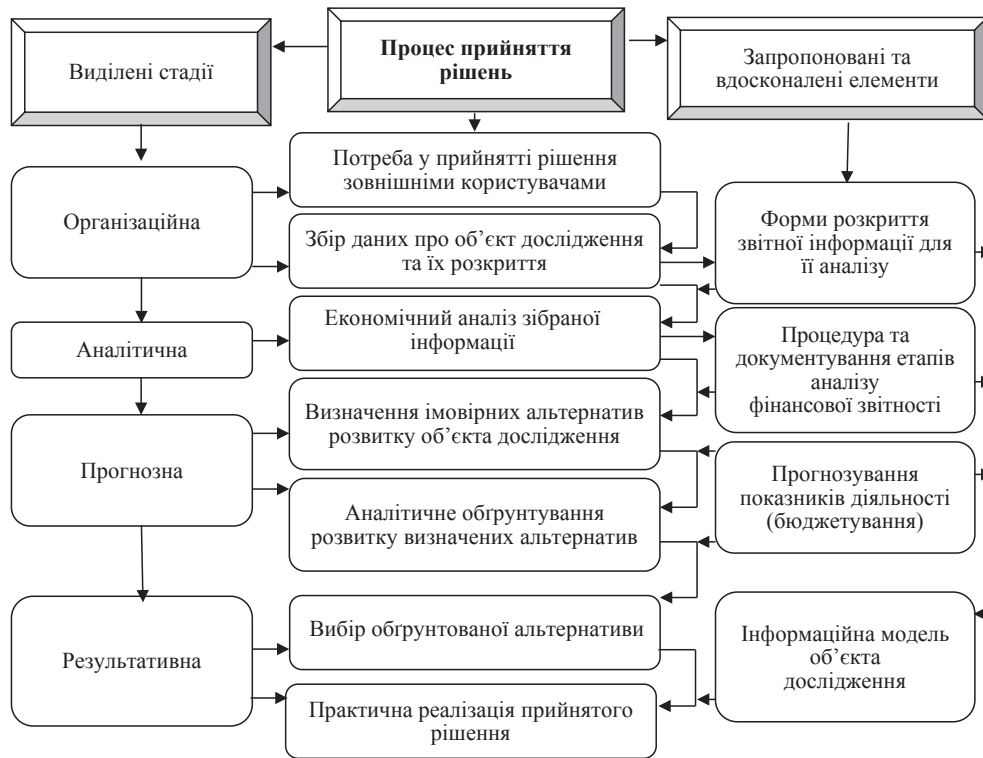 Виділені стадії
Процес прийняття
рішень
Запропоновані та
вдосконалені елементи
Організаційна
Потреба у прийнятті рішення
зовнішніми користувачами
Збір даних про об’єкт дослідження
та їх розкриття
Форми розкриття
звітної інформації для
її аналізу
Аналітична
Економічний аналіз зібраної
інформації
Процедура та
документування етапів
аналізу
фінансової звітності
Прогнозна
Визначення імовірних альтернатив
розвитку об’єкта дослідження
Аналітичне обґрунтування
розвитку визначених альтернатив
Прогнозування
показників діяльності
(бюджетування)
Результативна
Вибір обґрунтованої альтернативи
Практична реалізація прийнятого
рішення
Інформаційна модель
об’єкта
дослідження